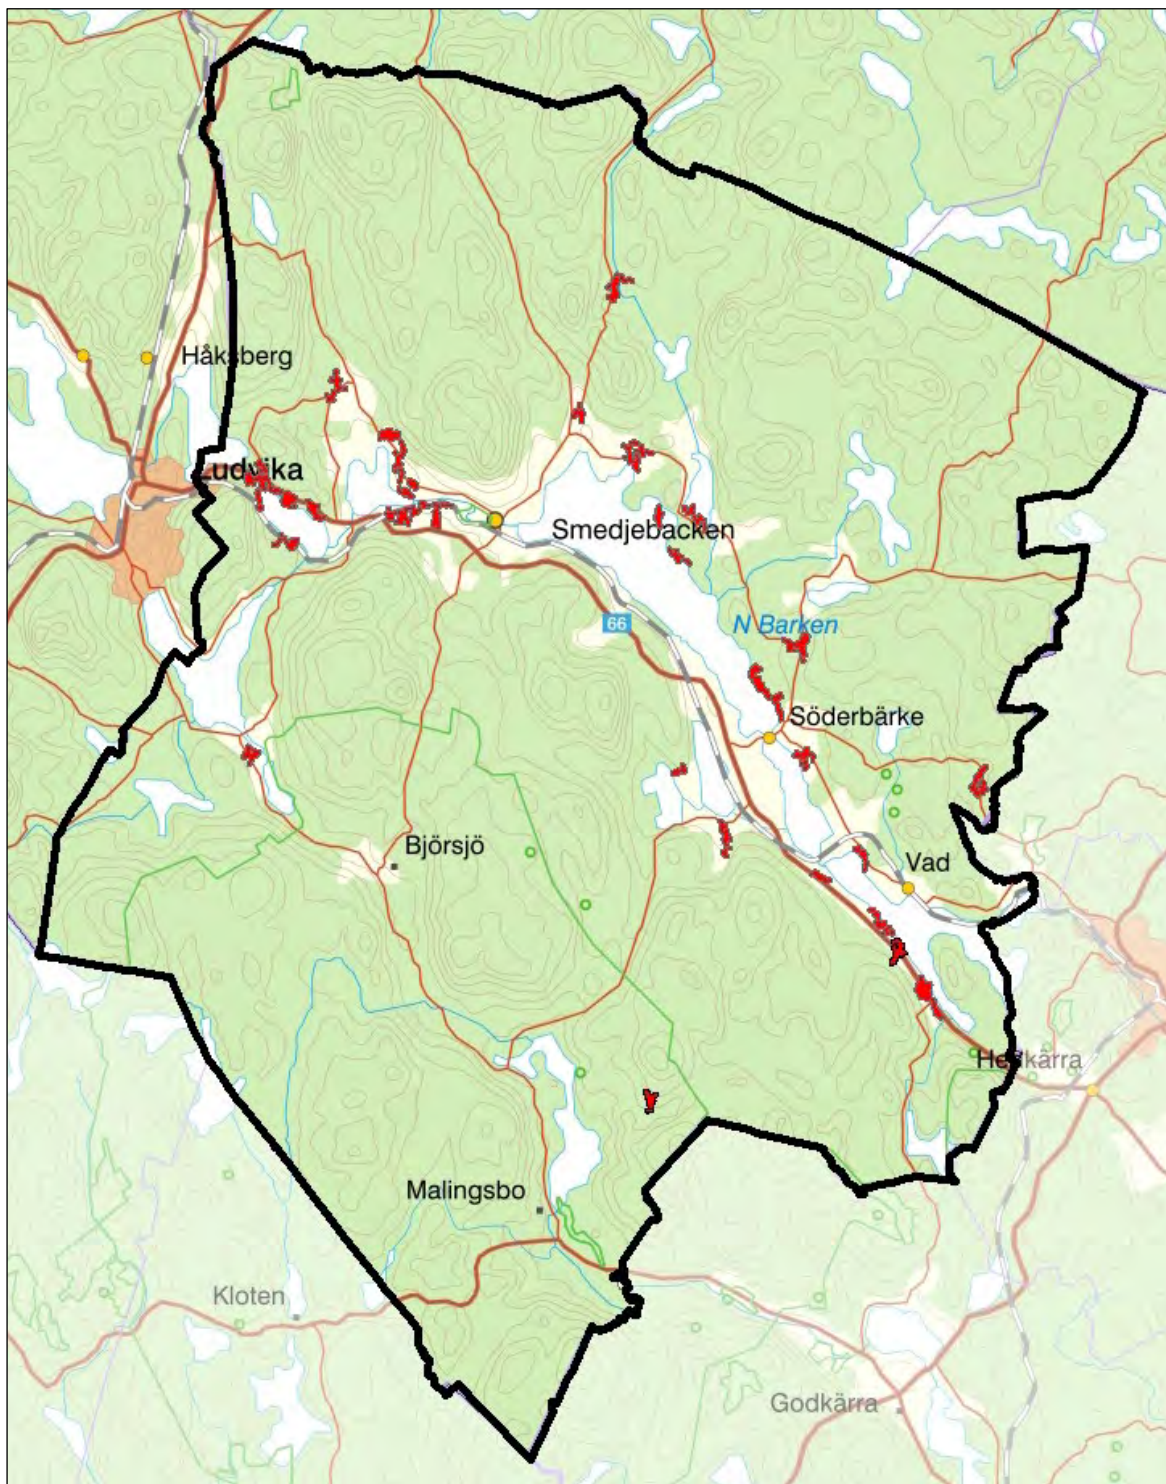 Håksberg
Ludvika
Smedjebacken
66
N Barken
Söderbärke
Björsjö
Vad
Hedkärra
Malingsbo
Kloten
Godkärra